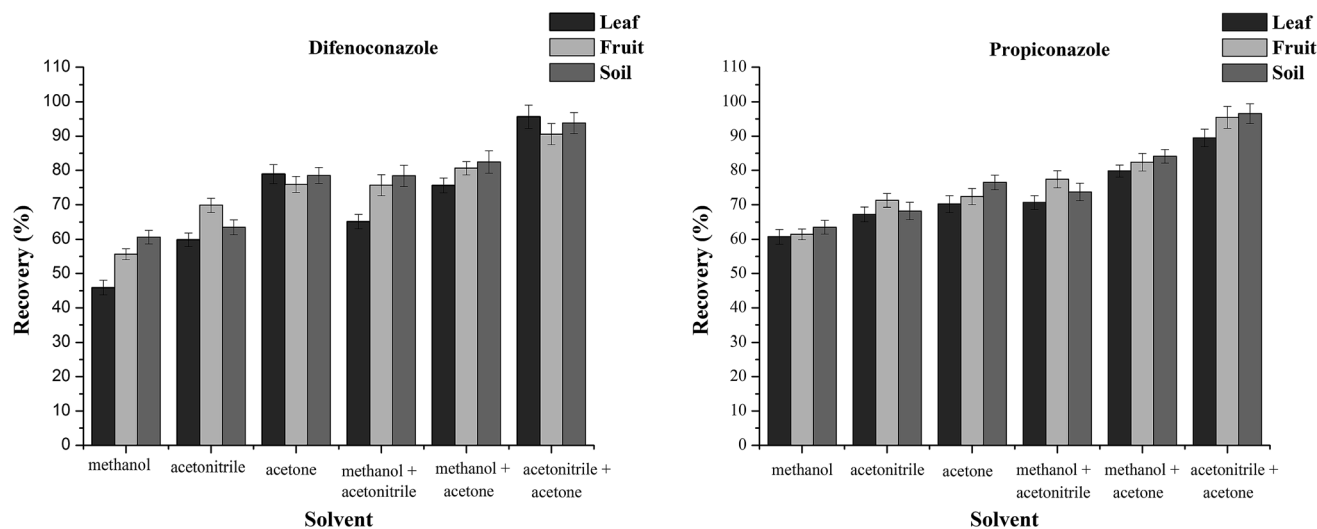 Leaf
Fruit
Soil
Difenoconazole
110
100
90
80
70
60
50
40
30
20
10
0
Recovery (%)
methanol
acetonitrile
acetone
methanol +
acetonitrile
methanol +
acetone
acetonitrile +
acetone
Solvent
Leaf
Fruit
Soil
Propiconazole
110
100
90
80
70
60
50
40
30
20
10
0
Recovery (%)
methanol
acetonitrile
acetone
methanol +
acetonitrile
methanol +
acetone
acetonitrile +
acetone
Solvent